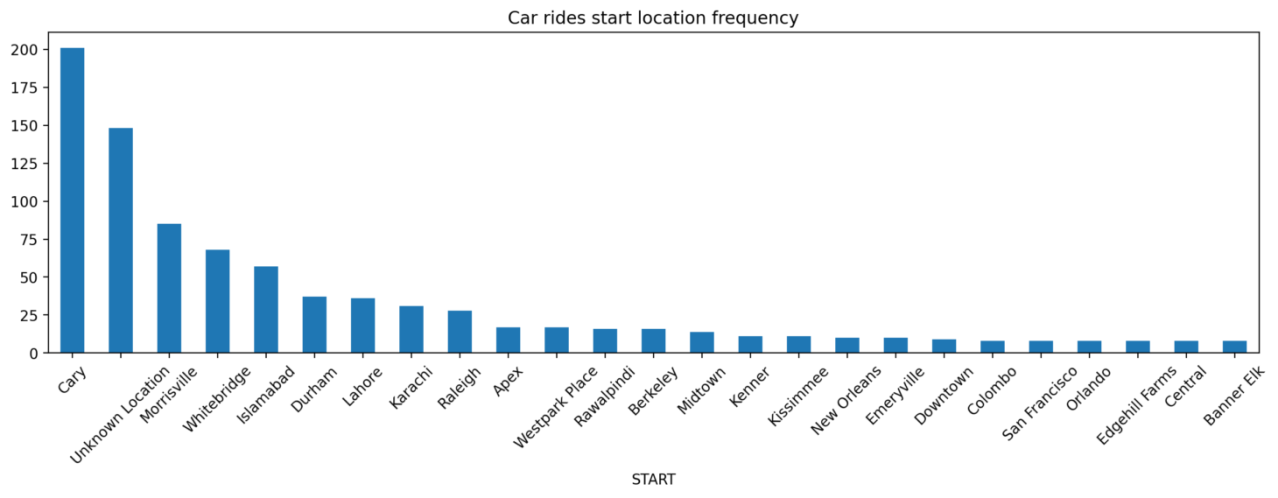 Car rides start location frequency
200
175
150
125
100
75
50
25
0
Cary
Unknown Location
Morrisville
Whitebridge
Islamabad
Durham
Lahore
Karachi
Raleigh
Apex
Westpark Place
Rawalpindi
Berkeley
Midtown
Kenner
Kissimmee
New Orleans
Emeryville
Downtown
Colombo
San Francisco
Orlando
Edgehill Farms
Central
Banner Elk
START